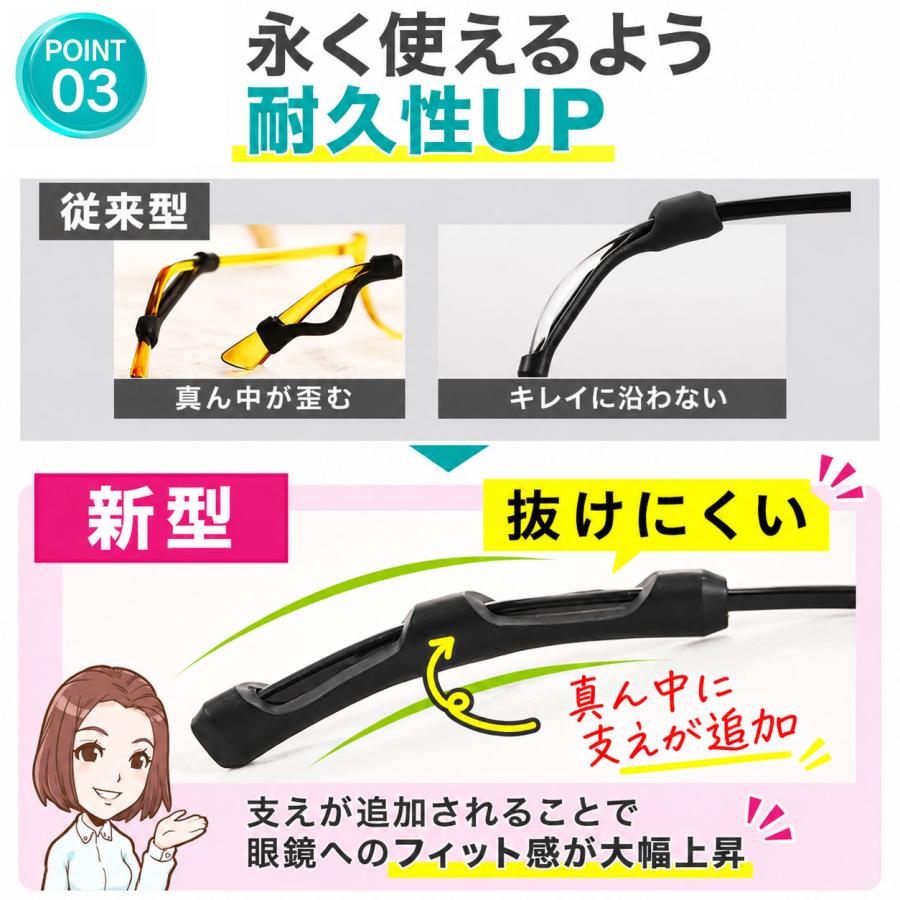 POINT
03
永く使えるよう
耐久性UP
従来型
真ん中が歪む
キレイに沿わない
新型
抜けにくい
真ん中に
支えが追加
支えが追加されることで
眼鏡へのフィット感が大幅上昇